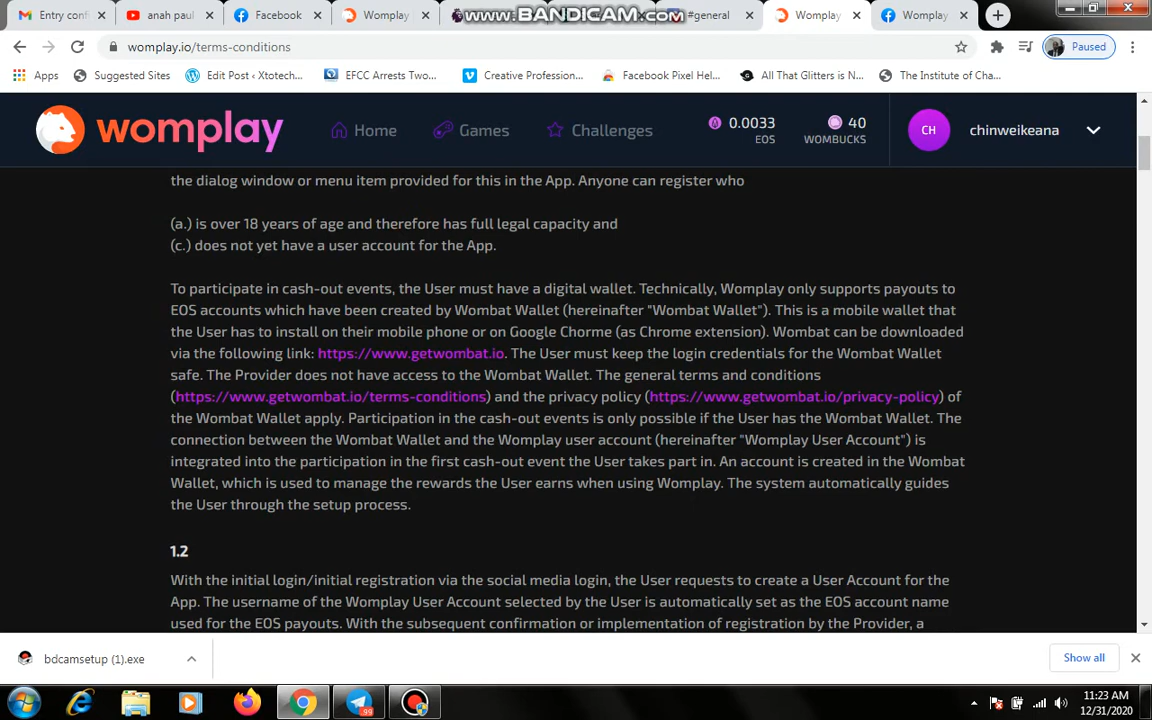 Entry conf
anah paul
Facebook
Womplay
www.BANDICAM.com
#general
Womplay
Womplay
womplay.io/terms-conditions
Paused
Apps
Suggested Sites
Edit Post ‹ Xtotech...
EFCC Arrests Two...
Creative Profession...
Facebook Pixel Hel...
All That Glitters is N...
The Institute of Cha...
womplay
Home
Games
Challenges
0.0033
EOS
40
WOMBUCKS
CH
chinweikeana
the dialog window or menu item provided for this in the App. Anyone can register who
(a.) is over 18 years of age and therefore has full legal capacity and
(c.) does not yet have a user account for the App.
To participate in cash-out events, the User must have a digital wallet. Technically, Womplay only supports payouts to
EOS accounts which have been created by Wombat Wallet (hereinafter "Wombat Wallet"). This is a mobile wallet that
the User has to install on their mobile phone or on Google Chorme (as Chrome extension). Wombat can be downloaded
via the following link: https://www.getwombat.io. The User must keep the login credentials for the Wombat Wallet
safe. The Provider does not have access to the Wombat Wallet. The general terms and conditions
(https://www.getwombat.io/terms-conditions) and the privacy policy (https://www.getwombat.io/privacy-policy) of
the Wombat Wallet apply. Participation in the cash-out events is only possible if the User has the Wombat Wallet. The
connection between the Wombat Wallet and the Womplay user account (hereinafter "Womplay User Account") is
integrated into the participation in the first cash-out event the User takes part in. An account is created in the Wombat
Wallet, which is used to manage the rewards the User earns when using Womplay. The system automatically guides
the User through the setup process.
1.2
With the initial login/initial registration via the social media login, the User requests to create a User Account for the
App. The username of the Womplay User Account selected by the User is automatically set as the EOS account name
used for the EOS payouts. With the subsequent confirmation or implementation of registration by the Provider, a
bdcamsetup (1).exe
Show all
99
11:23 AM
12/31/2020